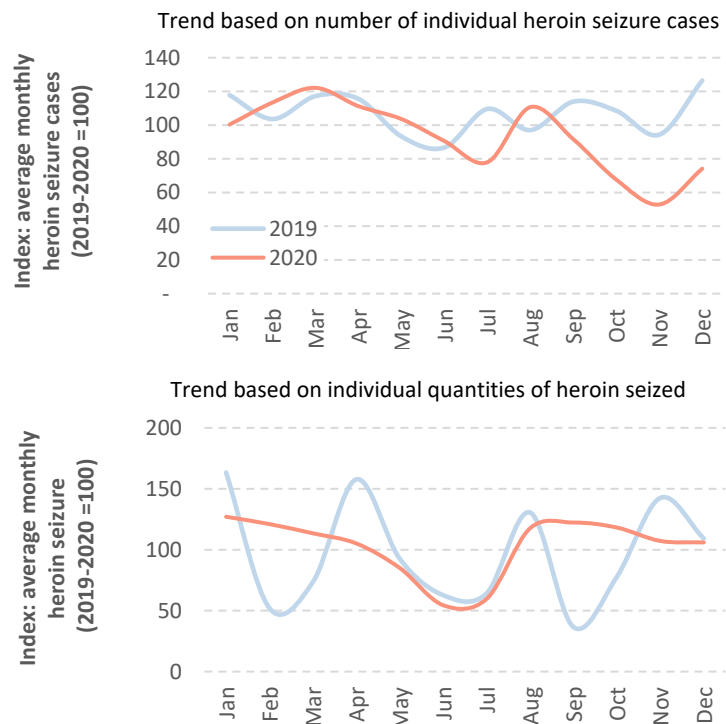 Trend based on number of individual heroin seizure cases
Index: average monthly
heroin seizure cases
(2019-2020 =100)
140
120
100
80
60
40
20
-
2019
2020
Jan
Feb
Mar
Apr
May
Jun
Jul
Aug
Sep
Oct
Nov
Dec
Trend based on individual quantities of heroin seized
Index: average monthly
heroin seizure
(2019-2020 =100)
200
150
100
50
0
Jan
Feb
Mar
Apr
May
Jun
Jul
Aug
Sep
Oct
Nov
Dec